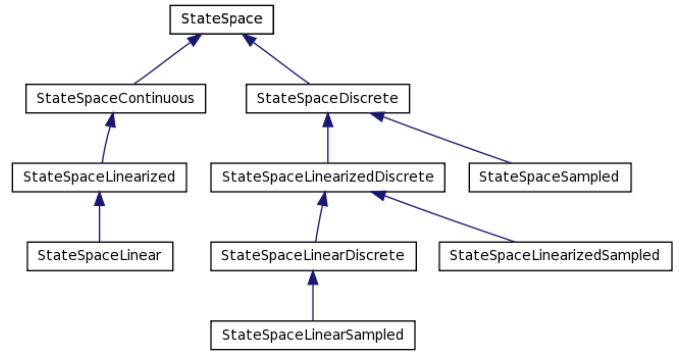 StateSpace
StateSpaceContinuous
StateSpaceDiscrete
StateSpaceLinearized
StateSpaceLinearizedDiscrete
StateSpaceSampled
StateSpaceLinear
StateSpaceLinearDiscrete
StateSpaceLinearizedSampled
StateSpaceLinearSampled